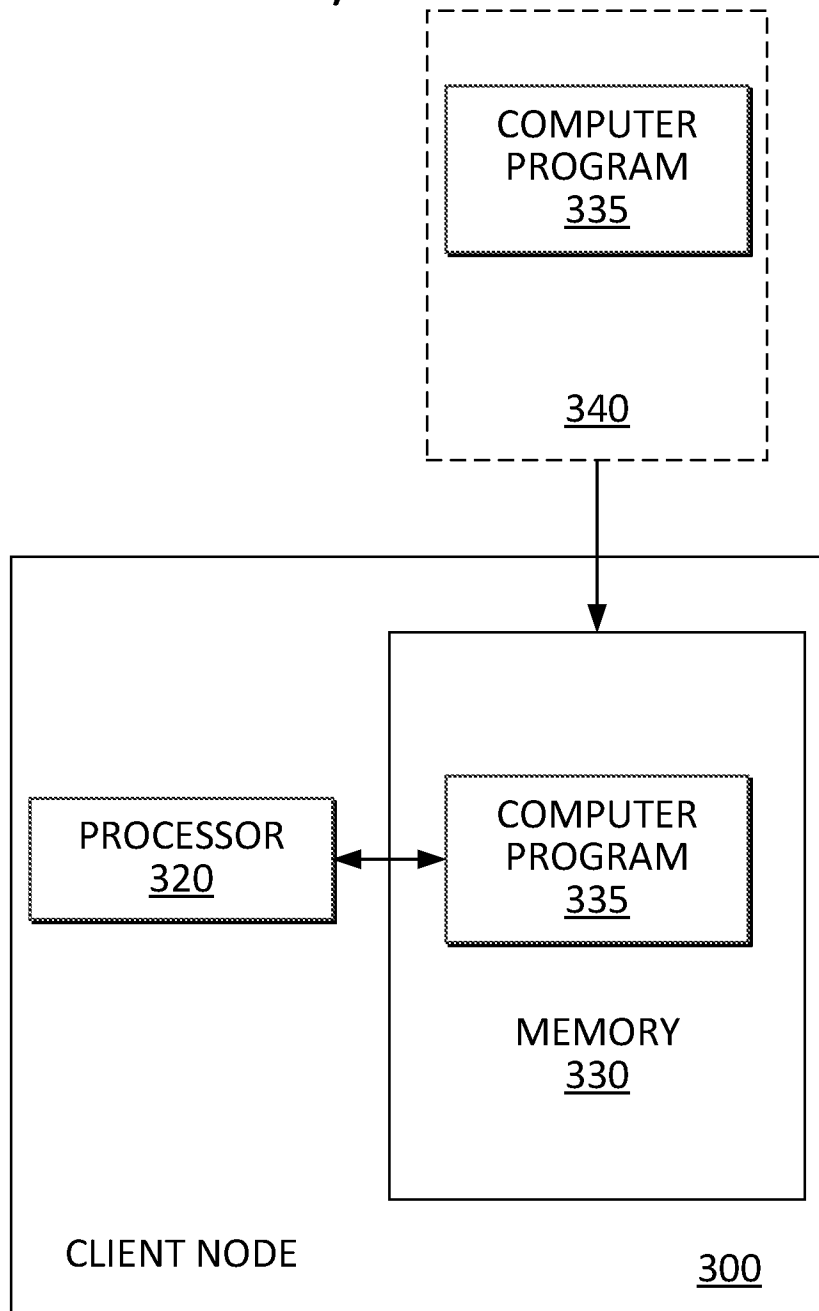 COMPUTER
PROGRAM
335
340
PROCESSOR
320
COMPUTER
PROGRAM
335
MEMORY
330
CLIENT NODE
300